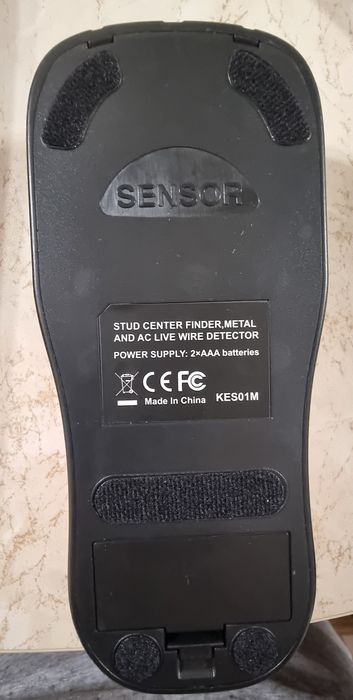 SENSOR
STUD CENTER FINDER,METAL
AND AC LIVE WIRE DETECTOR
POWER SUPPLY: 2×AAA batteries
CE FC
Made In China KES01M